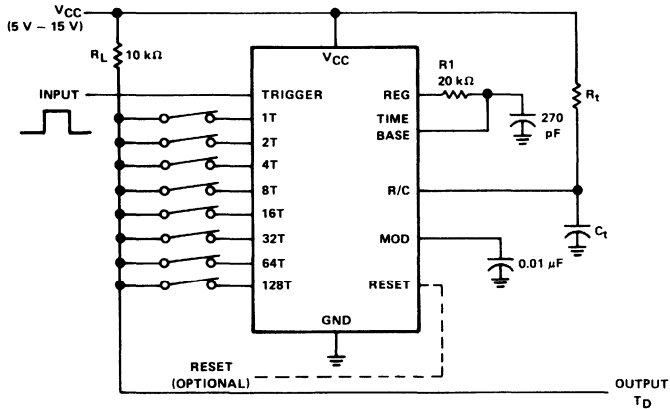 VCC
(5 V – 15 V)
RL
10 kΩ
VCC
R1
20 kΩ
Rt
INPUT
TRIGGER
REG
1T
TIME
BASE
270
pF
2T
4T
8T
R/C
16T
Ct
32T
MOD
0.01 μF
64T
128T
RESET
GND
RESET
(OPTIONAL)
OUTPUT
TD